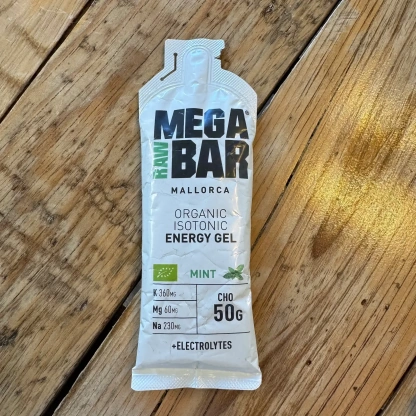 MEGA
RAW BAR
MALLORCA
ORGANIC
ISOTONIC
ENERGY GEL
MINT
K 360MG
Mg 60MG
Na 230MG
CHO
50G
+ELECTROLYTES